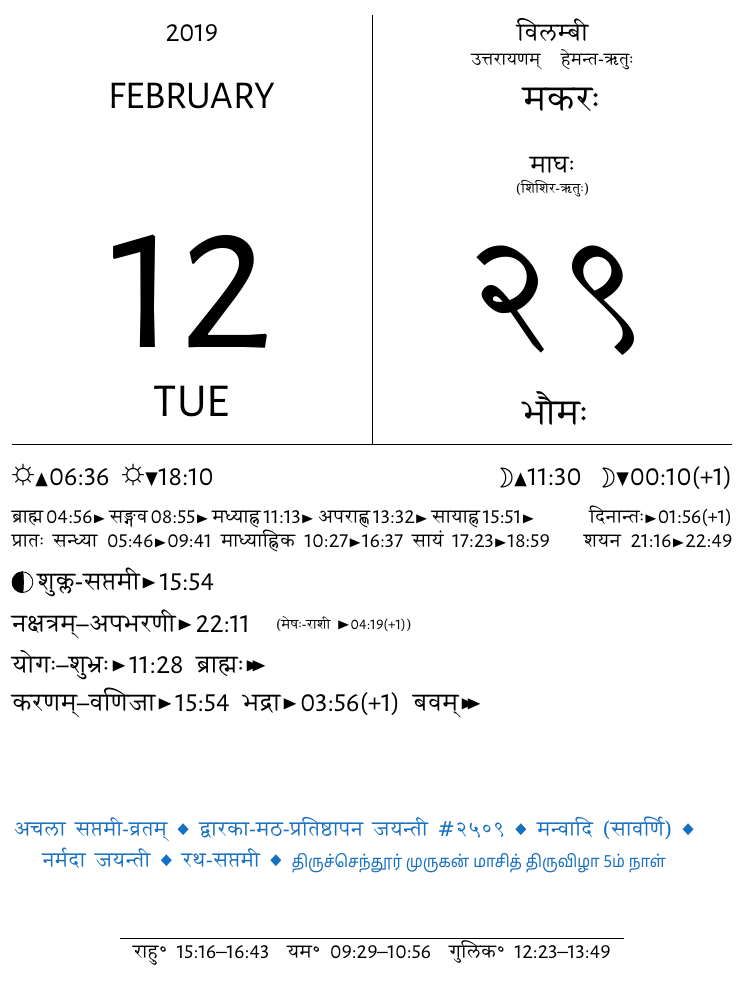 2019
FEBRUARY
12
TUE
विलम्बी
उत्तरायणम् हेमन्त-ऋतुः
मकरः
माघः
(शिशिर-ऋतुः)
२९
भौमः
☼▲06:36 ☼▼18:10 ☽▲11:30 ☽▼00:10(+1)
ब्राह्म 04:56► सङ्गव 08:55► मध्याह्न 11:13► अपराह्ण 13:32► सायाह्न 15:51► दिनान्तः►01:56(+1)
प्रातः सन्ध्या 05:46►09:41 माध्याह्निक 10:27►16:37 सायं 17:23►18:59 शयन 21:16►22:49
शुक्ल-सप्तमी►15:54
नक्षत्रम्–अपभरणी►22:11 (मेषः-राशी ►04:19(+1))
योगः–शुभ्रः►11:28 ब्राह्मः►►
करणम्–वणिजा►15:54 भद्रा►03:56(+1) बवम्►►
अचला सप्तमी-व्रतम् ◆ द्वारका-मठ-प्रतिष्ठापन जयन्ती #२५०९ ◆ मन्वादि (सावर्णि) ◆
नर्मदा जयन्ती ◆ रथ-सप्तमी ◆ திருச்செந்தூர் முருகன் மாசித் திருவிழா 5ம் நாள்
राहु° 15:16–16:43 यम° 09:29–10:56 गुलिक° 12:23–13:49